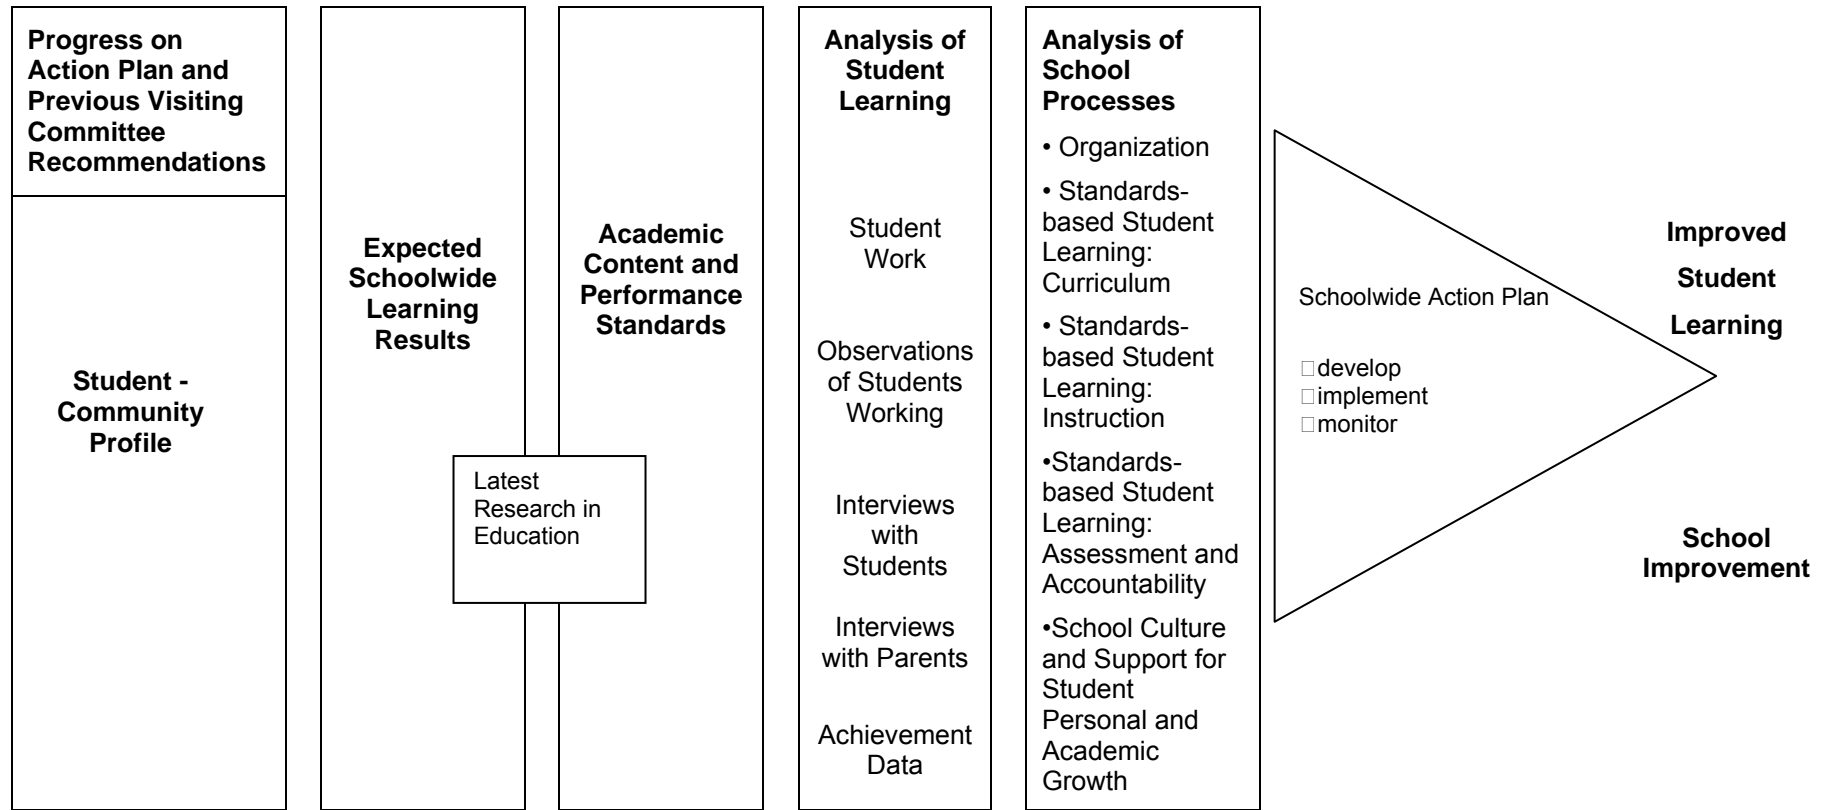 Progress on
Action Plan and
Previous Visiting
Committee
Recommendations
Student -
Community
Profile
Expected
Schoolwide
Learning
Results
Latest
Research in
Education
Academic
Content and
Performance
Standards
Analysis of
Student
Learning
Student
Work
Observations
of Students
Working
Interviews
with
Students
Interviews
with Parents
Achievement
Data
Analysis of
School
Processes
• Organization
• Standards-
based Student
Learning:
Curriculum
• Standards-
based Student
Learning:
Instruction
•Standards-
based Student
Learning:
Assessment and
Accountability
•School Culture
and Support for
Student
Personal and
Academic
Growth
Schoolwide Action Plan
□develop
□implement
□monitor
Improved
Student
Learning
School
Improvement